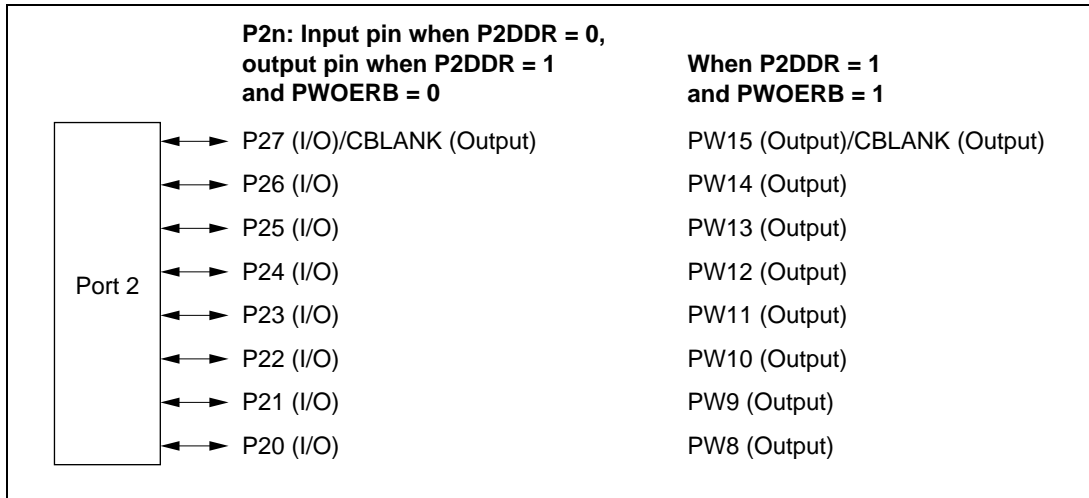 P2n: Input pin when P2DDR = 0,
output pin when P2DDR = 1
and PWOERB = 0
When P2DDR = 1
and PWOERB = 1
Port 2
P27 (I/O)/CBLANK (Output) PW15 (Output)/CBLANK (Output)
P26 (I/O) PW14 (Output)
P25 (I/O) PW13 (Output)
P24 (I/O) PW12 (Output)
P23 (I/O) PW11 (Output)
P22 (I/O) PW10 (Output)
P21 (I/O) PW9 (Output)
P20 (I/O) PW8 (Output)